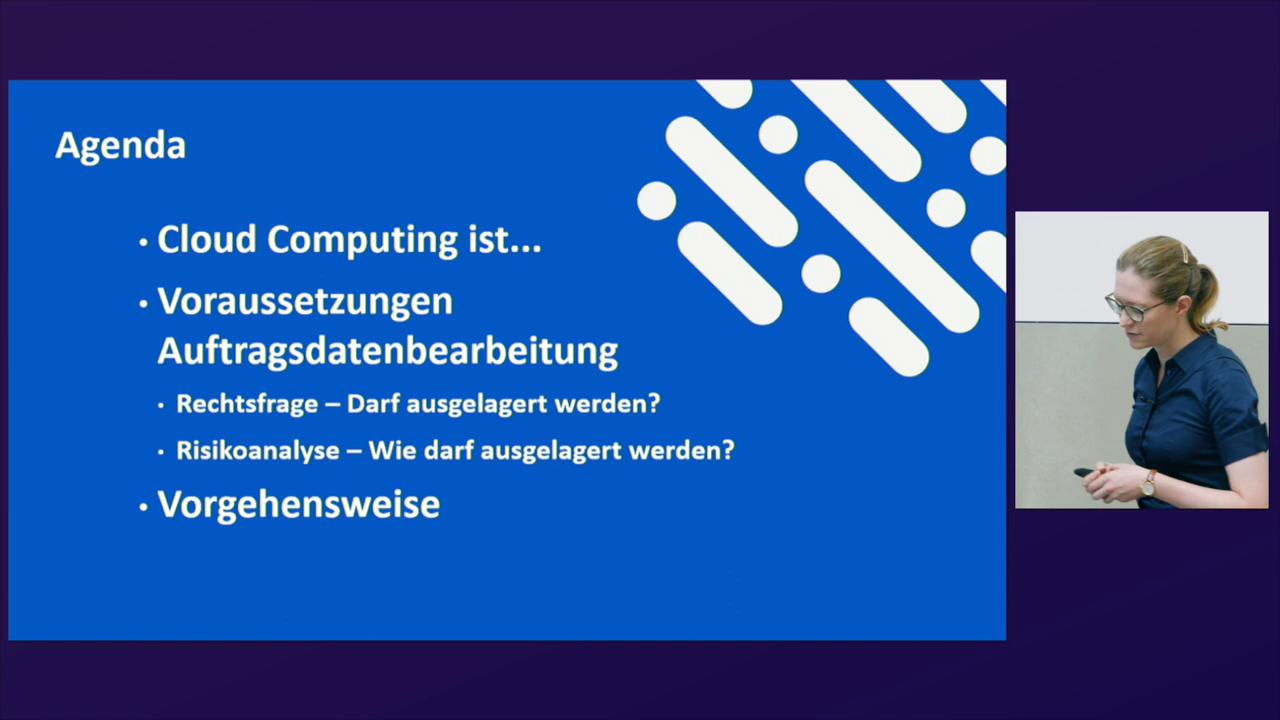 Agenda
• Cloud Computing ist...
• Voraussetzungen
Auftragsdatenbearbeitung
• Rechtsfrage – Darf ausgelagert werden?
• Risikoanalyse – Wie darf ausgelagert werden?
• Vorgehensweise